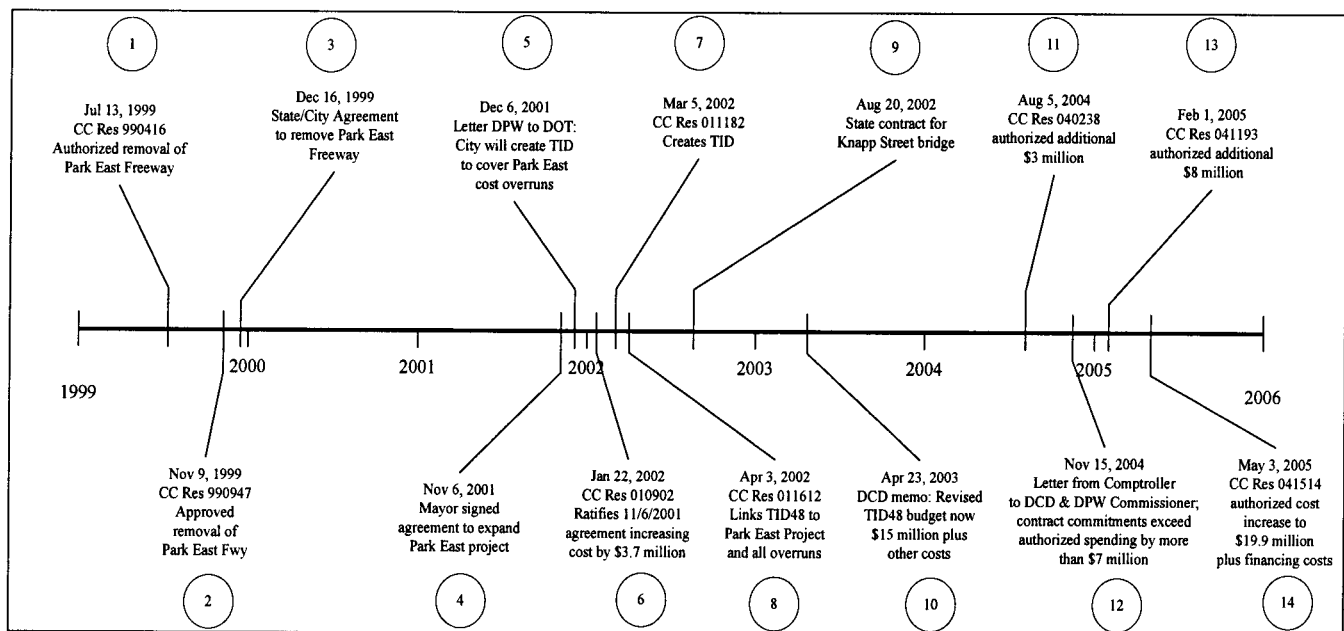 1
3
5
7
9
11
13
Jul 13, 1999
CC Res 990416
Authorized removal of
Park East Freeway
Dec 16, 1999
State/City Agreement
to remove Park East
Freeway
Dec 6, 2001
Letter DPW to DOT:
City will create TID
to cover Park East
cost overruns
Mar 5, 2002
CC Res 011182
Creates TID
Aug 20, 2002
State contract for
Knapp Street bridge
Aug 5, 2004
CC Res 040238
authorized additional
$3 million
Feb 1, 2005
CC Res 041193
authorized additional
$8 million
1999
2000
2001
2002
2003
2004
2005
2006
Nov 9, 1999
CC Res 990947
Approved
removal of
Park East Fwy
Nov 6, 2001
Mayor signed
agreement to expand
Park East project
Jan 22, 2002
CC Res 010902
Ratifies 11/6/2001
agreement increasing
cost by $3.7 million
Apr 3, 2002
CC Res 011612
Links TID48 to
Park East Project
and all overruns
Apr 23, 2003
DCD memo: Revised
TID48 budget now
$15 million plus
other costs
Nov 15, 2004
Letter from Comptroller
to DCD & DPW Commissioner;
contract commitments exceed
authorized spending by more
than $7 million
May 3, 2005
CC Res 041514
authorized cost
increase to
$19.9 million
plus financing costs
2
4
6
8
10
12
14